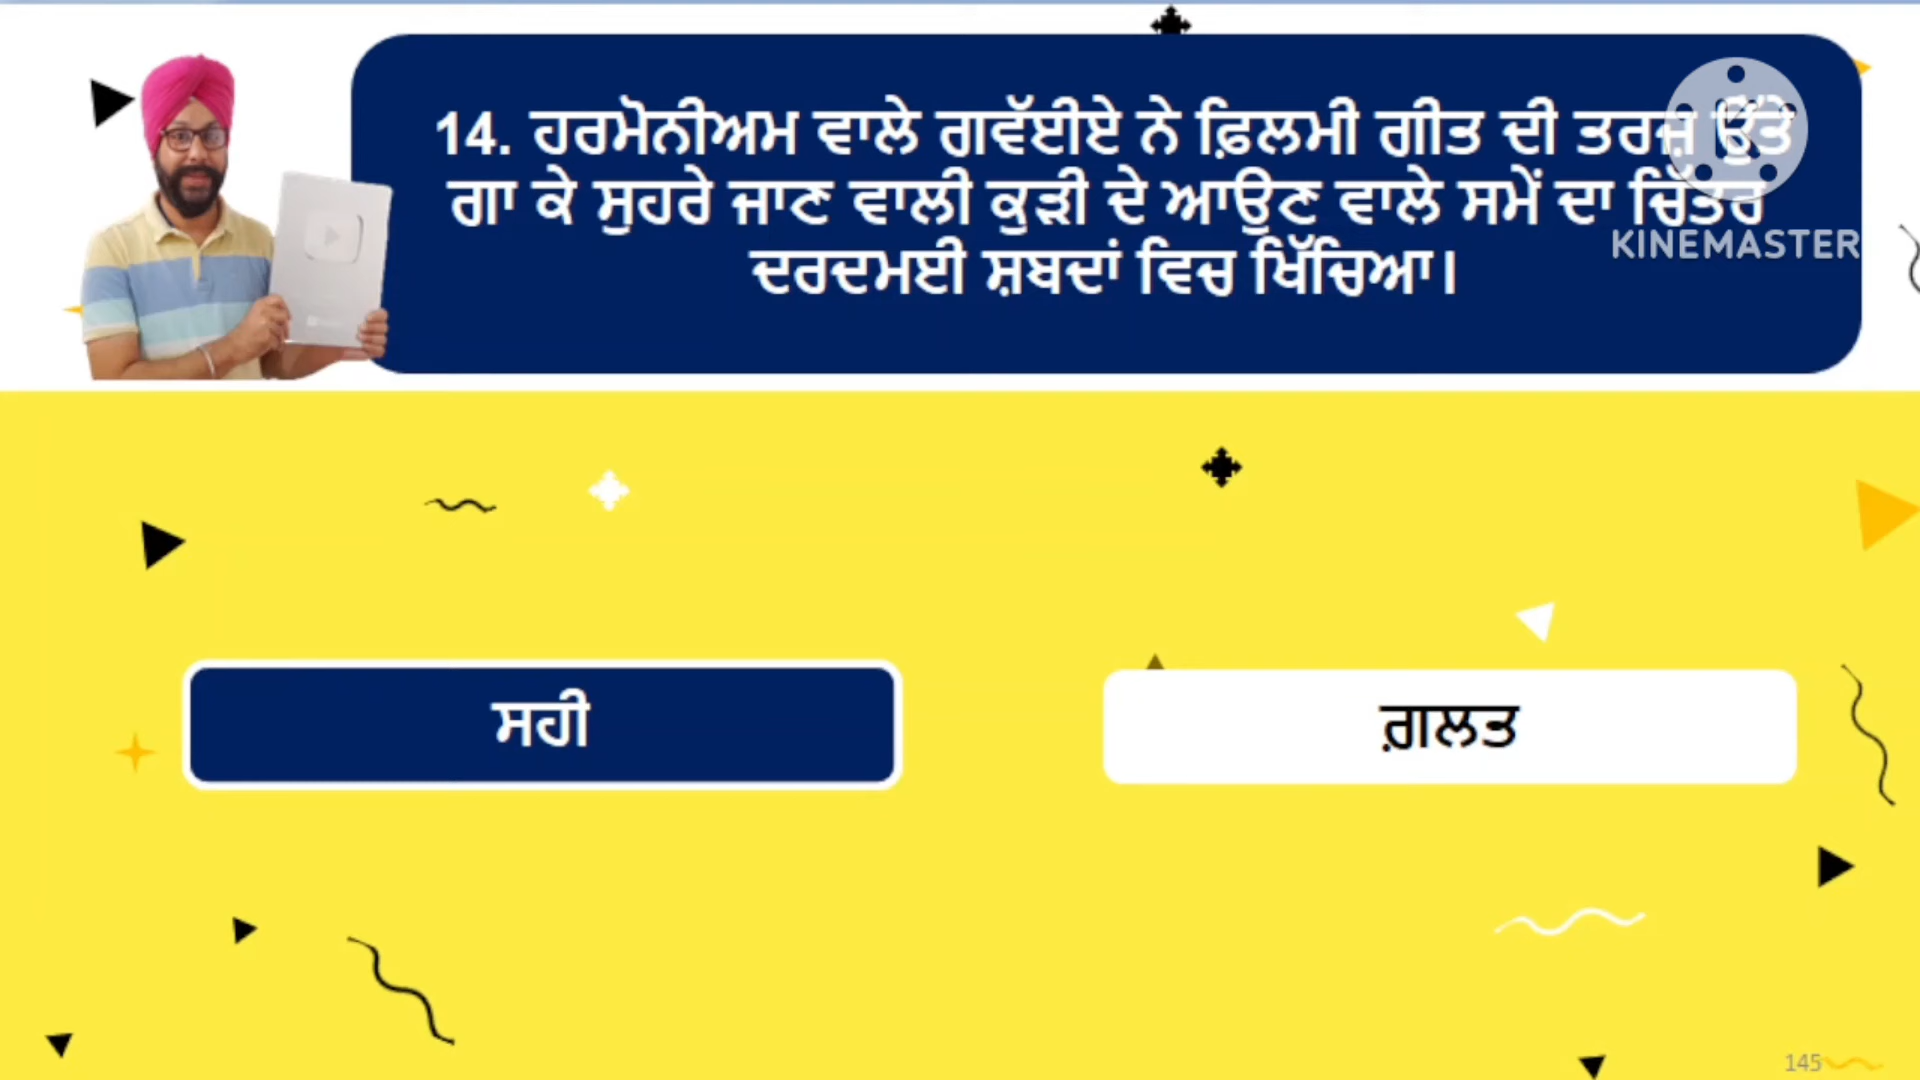 14. ਹਰਮੋਨੀਅਮ ਵਾਲੇ ਗਵੱਈਏ ਨੇ ਫ਼ਿਲਮੀ ਗੀਤ ਦੀ ਤਰਜ਼ ਉੱਤੇ
ਗਾ ਕੇ ਸੁਹਰੇ ਜਾਣ ਵਾਲੀ ਕੁੜੀ ਦੇ ਆਉਣ ਵਾਲੇ ਸਮੇਂ ਦਾ ਚਿੱਤਰ
KINEMASTER
ਦਰਦਮਈ ਸ਼ਬਦਾਂ ਵਿਚ ਖਿੱਚਿਆ।
ਸਹੀ
ਗ਼ਲਤ
145